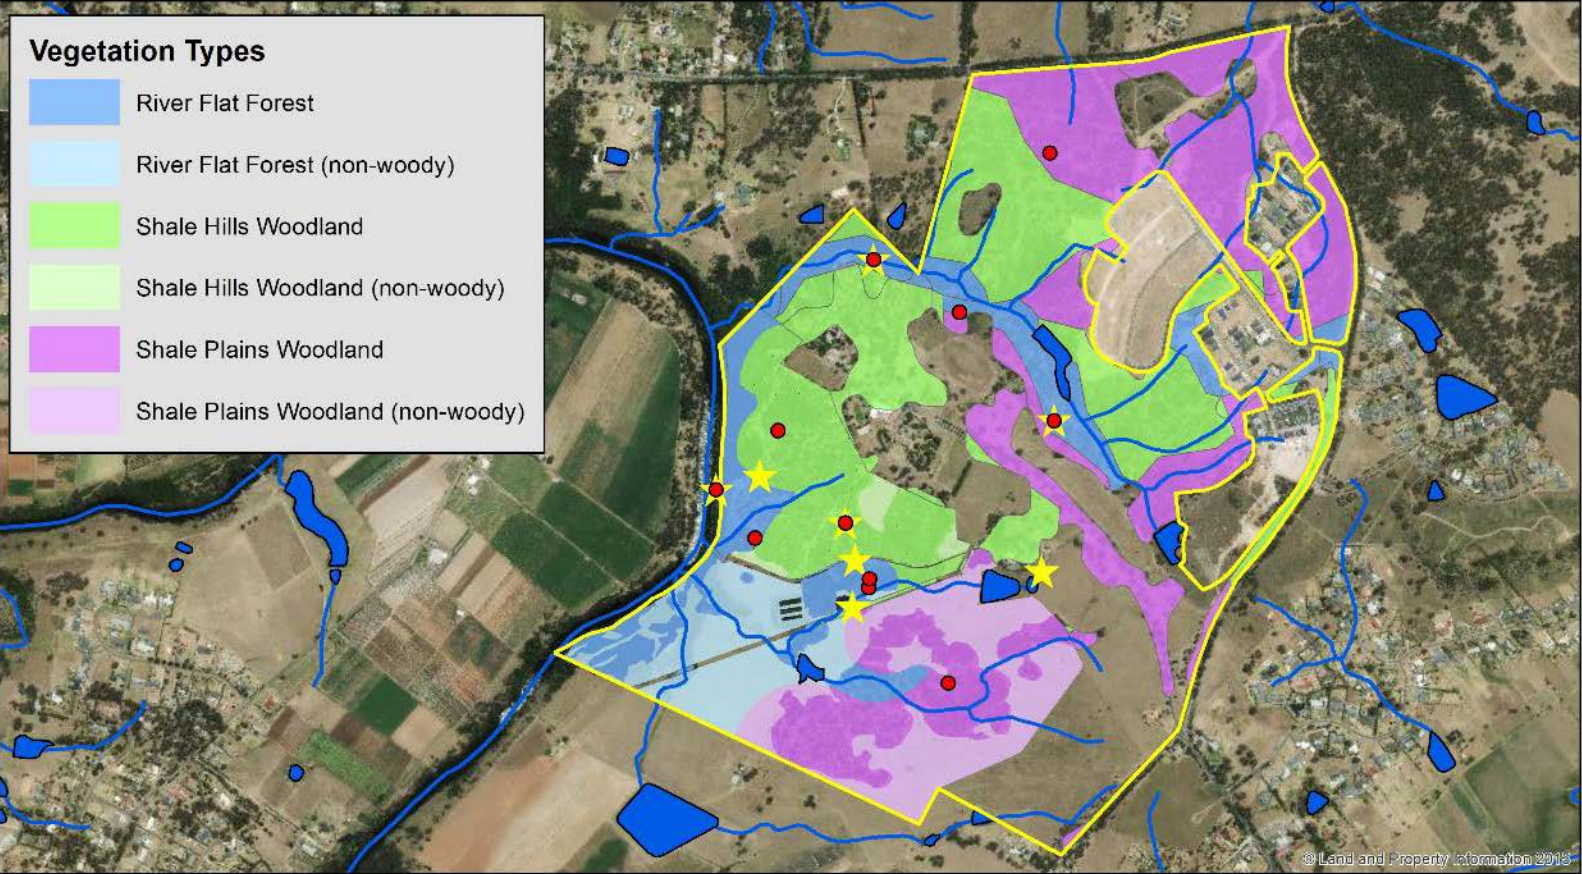 Vegetation Types
River Flat Forest
River Flat Forest (non-woody)
Shale Hills Woodland
Shale Hills Woodland (non-woody)
Shale Plains Woodland
Shale Plains Woodland (non-woody)
© Land and Property Information 2015